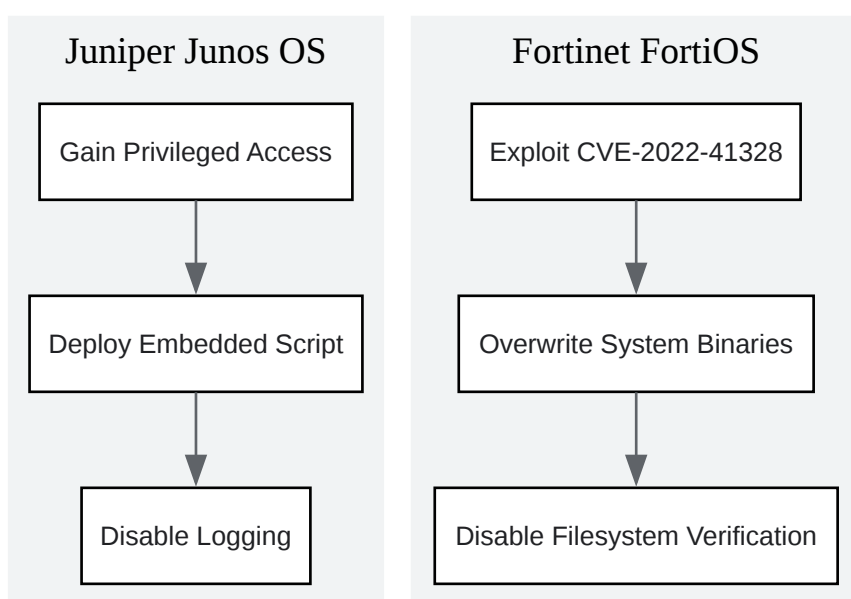 Juniper Junos OS
Gain Privileged Access
Deploy Embedded Script
Disable Logging
Fortinet FortiOS
Exploit CVE-2022-41328
Overwrite System Binaries
Disable Filesystem Verification